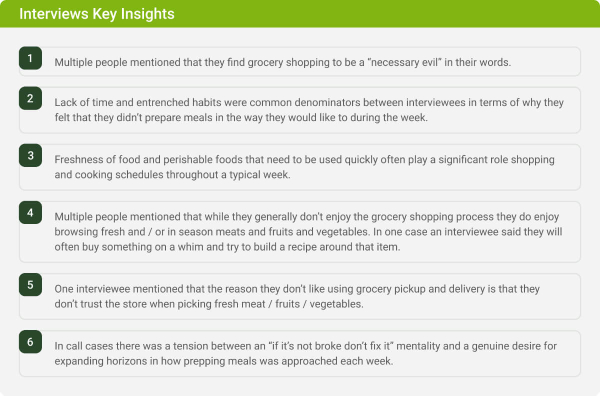 Interviews Key Insights
1
Multiple people mentioned that they find grocery shopping to be a “necessary evil” in their words.
2
Lack of time and entrenched habits were common denominators between interviewees in terms of why they
felt that they didn’t prepare meals in the way they would like to during the week.
3
Freshness of food and perishable foods that need to be used quickly often play a significant role shopping
and cooking schedules throughout a typical week.
4
Multiple people mentioned that while they generally don’t enjoy the grocery shopping process they do enjoy
browsing fresh and / or in season meats and fruits and vegetables. In one case an interviewee said they will
often buy something on a whim and try to build a recipe around that item.
5
One interviewee mentioned that the reason they don’t like using grocery pickup and delivery is that they
don’t trust the store when picking fresh meat / fruits / vegetables.
6
In call cases there was a tension between an “if it’s not broke don’t fix it” mentality and a genuine desire for
expanding horizons in how prepping meals was approached each week.